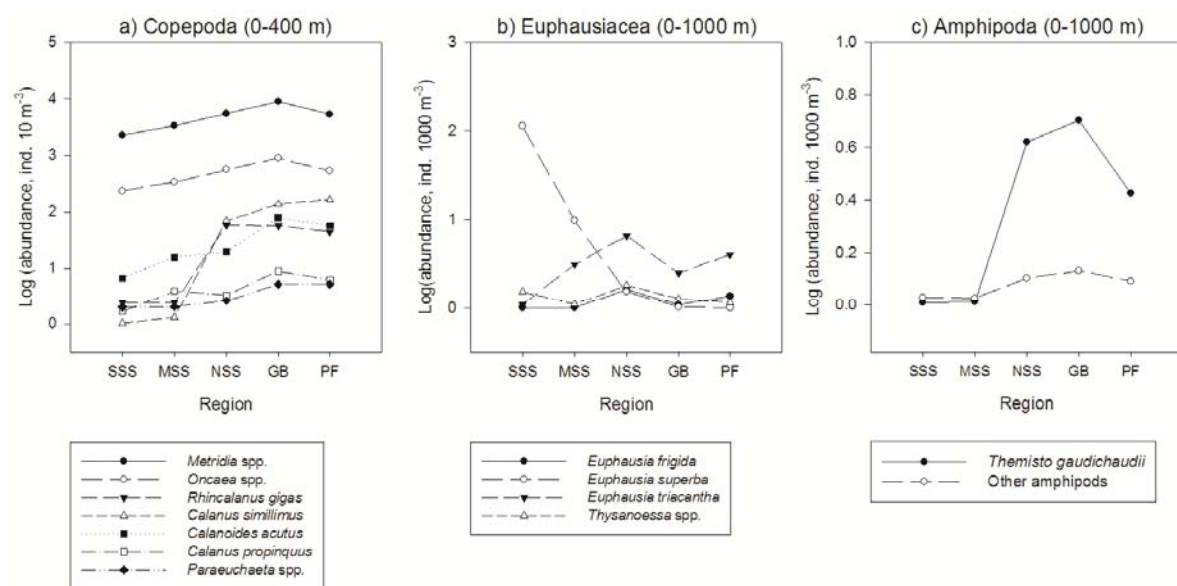 a) Copepoda (0-400 m)
Log (abundance, ind. 10 m⁻³)
5
4
3
2
1
0
SSS MSS NSS GB PF
Region
Metridia spp.
Oncaea spp.
Rhincalanus gigas
Calanus simillimus
Calanoides acutus
Calanus propinquus
Paraeuchaeta spp.
b) Euphausiacea (0-1000 m)
Log(abundance, ind. 1000 m⁻³)
3
2
1
0
SSS MSS NSS GB PF
Region
Euphausia frigida
Euphausia superba
Euphausia triacantha
Thysanoessa spp.
c) Amphipoda (0-1000 m)
Log (abundance, ind. 1000 m⁻³)
1.0
0.8
0.6
0.4
0.2
0.0
SSS MSS NSS GB PF
Region
Themisto gaudichaudii
Other amphipods